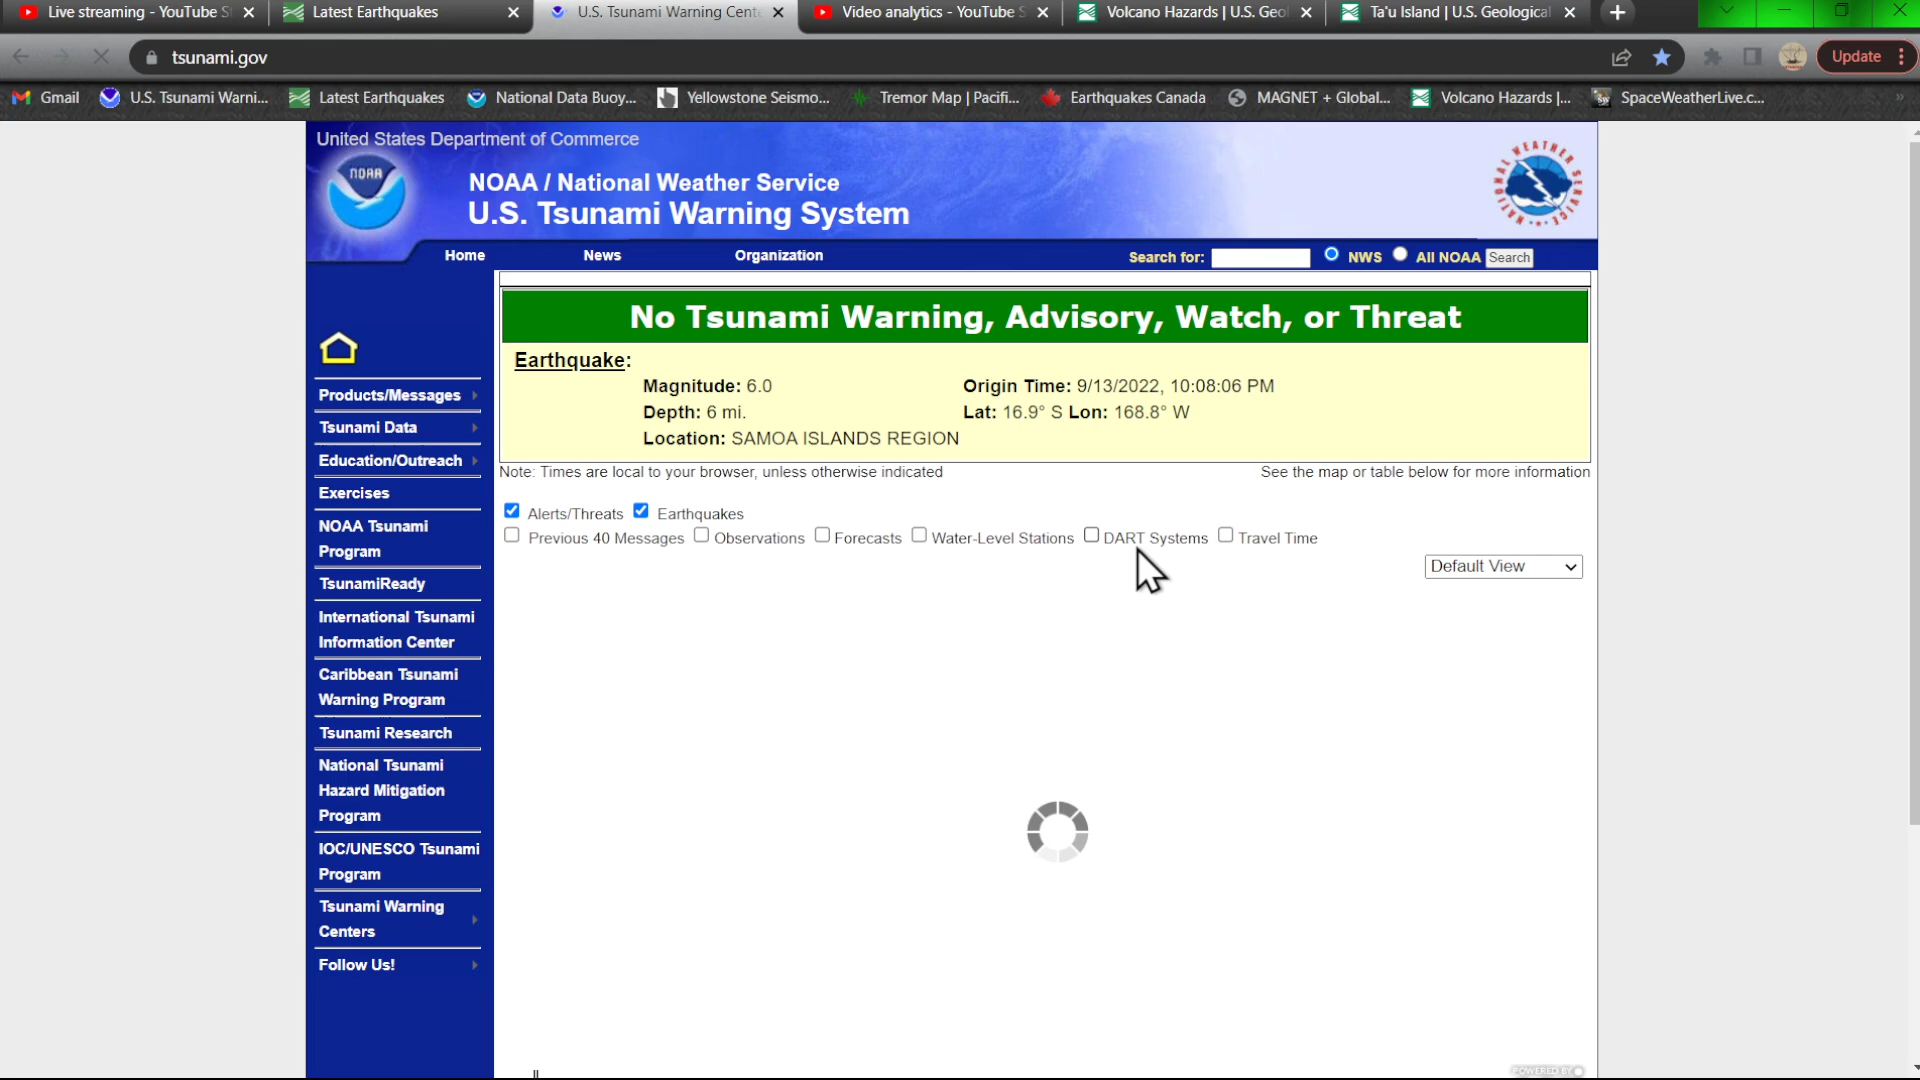 Live streaming - YouTube S
Latest Earthquakes
U.S. Tsunami Warning Cente
Video analytics - YouTube S
Volcano Hazards | U.S. Geol
Ta'u Island | U.S. Geological
tsunami.gov
Update
Gmail
U.S. Tsunami Warni...
Latest Earthquakes
National Data Buoy...
Yellowstone Seismo...
Tremor Map | Pacifi...
Earthquakes Canada
MAGNET + Global...
Volcano Hazards |...
SpaceWeatherLive.c...
United States Department of Commerce
NOAA
NOAA / National Weather Service
U.S. Tsunami Warning System
NATIONAL WEATHER SERVICE
Home
News
Organization
Search for:
NWS
All NOAA
Search
No Tsunami Warning, Advisory, Watch, or Threat
Earthquake:
Magnitude: 6.0
Origin Time: 9/13/2022, 10:08:06 PM
Depth: 6 mi.
Lat: 16.9° S Lon: 168.8° W
Location: SAMOA ISLANDS REGION
Note: Times are local to your browser, unless otherwise indicated
See the map or table below for more information
Alerts/Threats
Earthquakes
Previous 40 Messages
Observations
Forecasts
Water-Level Stations
DART Systems
Travel Time
Default View
Products/Messages
Tsunami Data
Education/Outreach
Exercises
NOAA Tsunami
Program
TsunamiReady
International Tsunami
Information Center
Caribbean Tsunami
Warning Program
Tsunami Research
National Tsunami
Hazard Mitigation
Program
IOC/UNESCO Tsunami
Program
Tsunami Warning
Centers
Follow Us!
POWERED BY